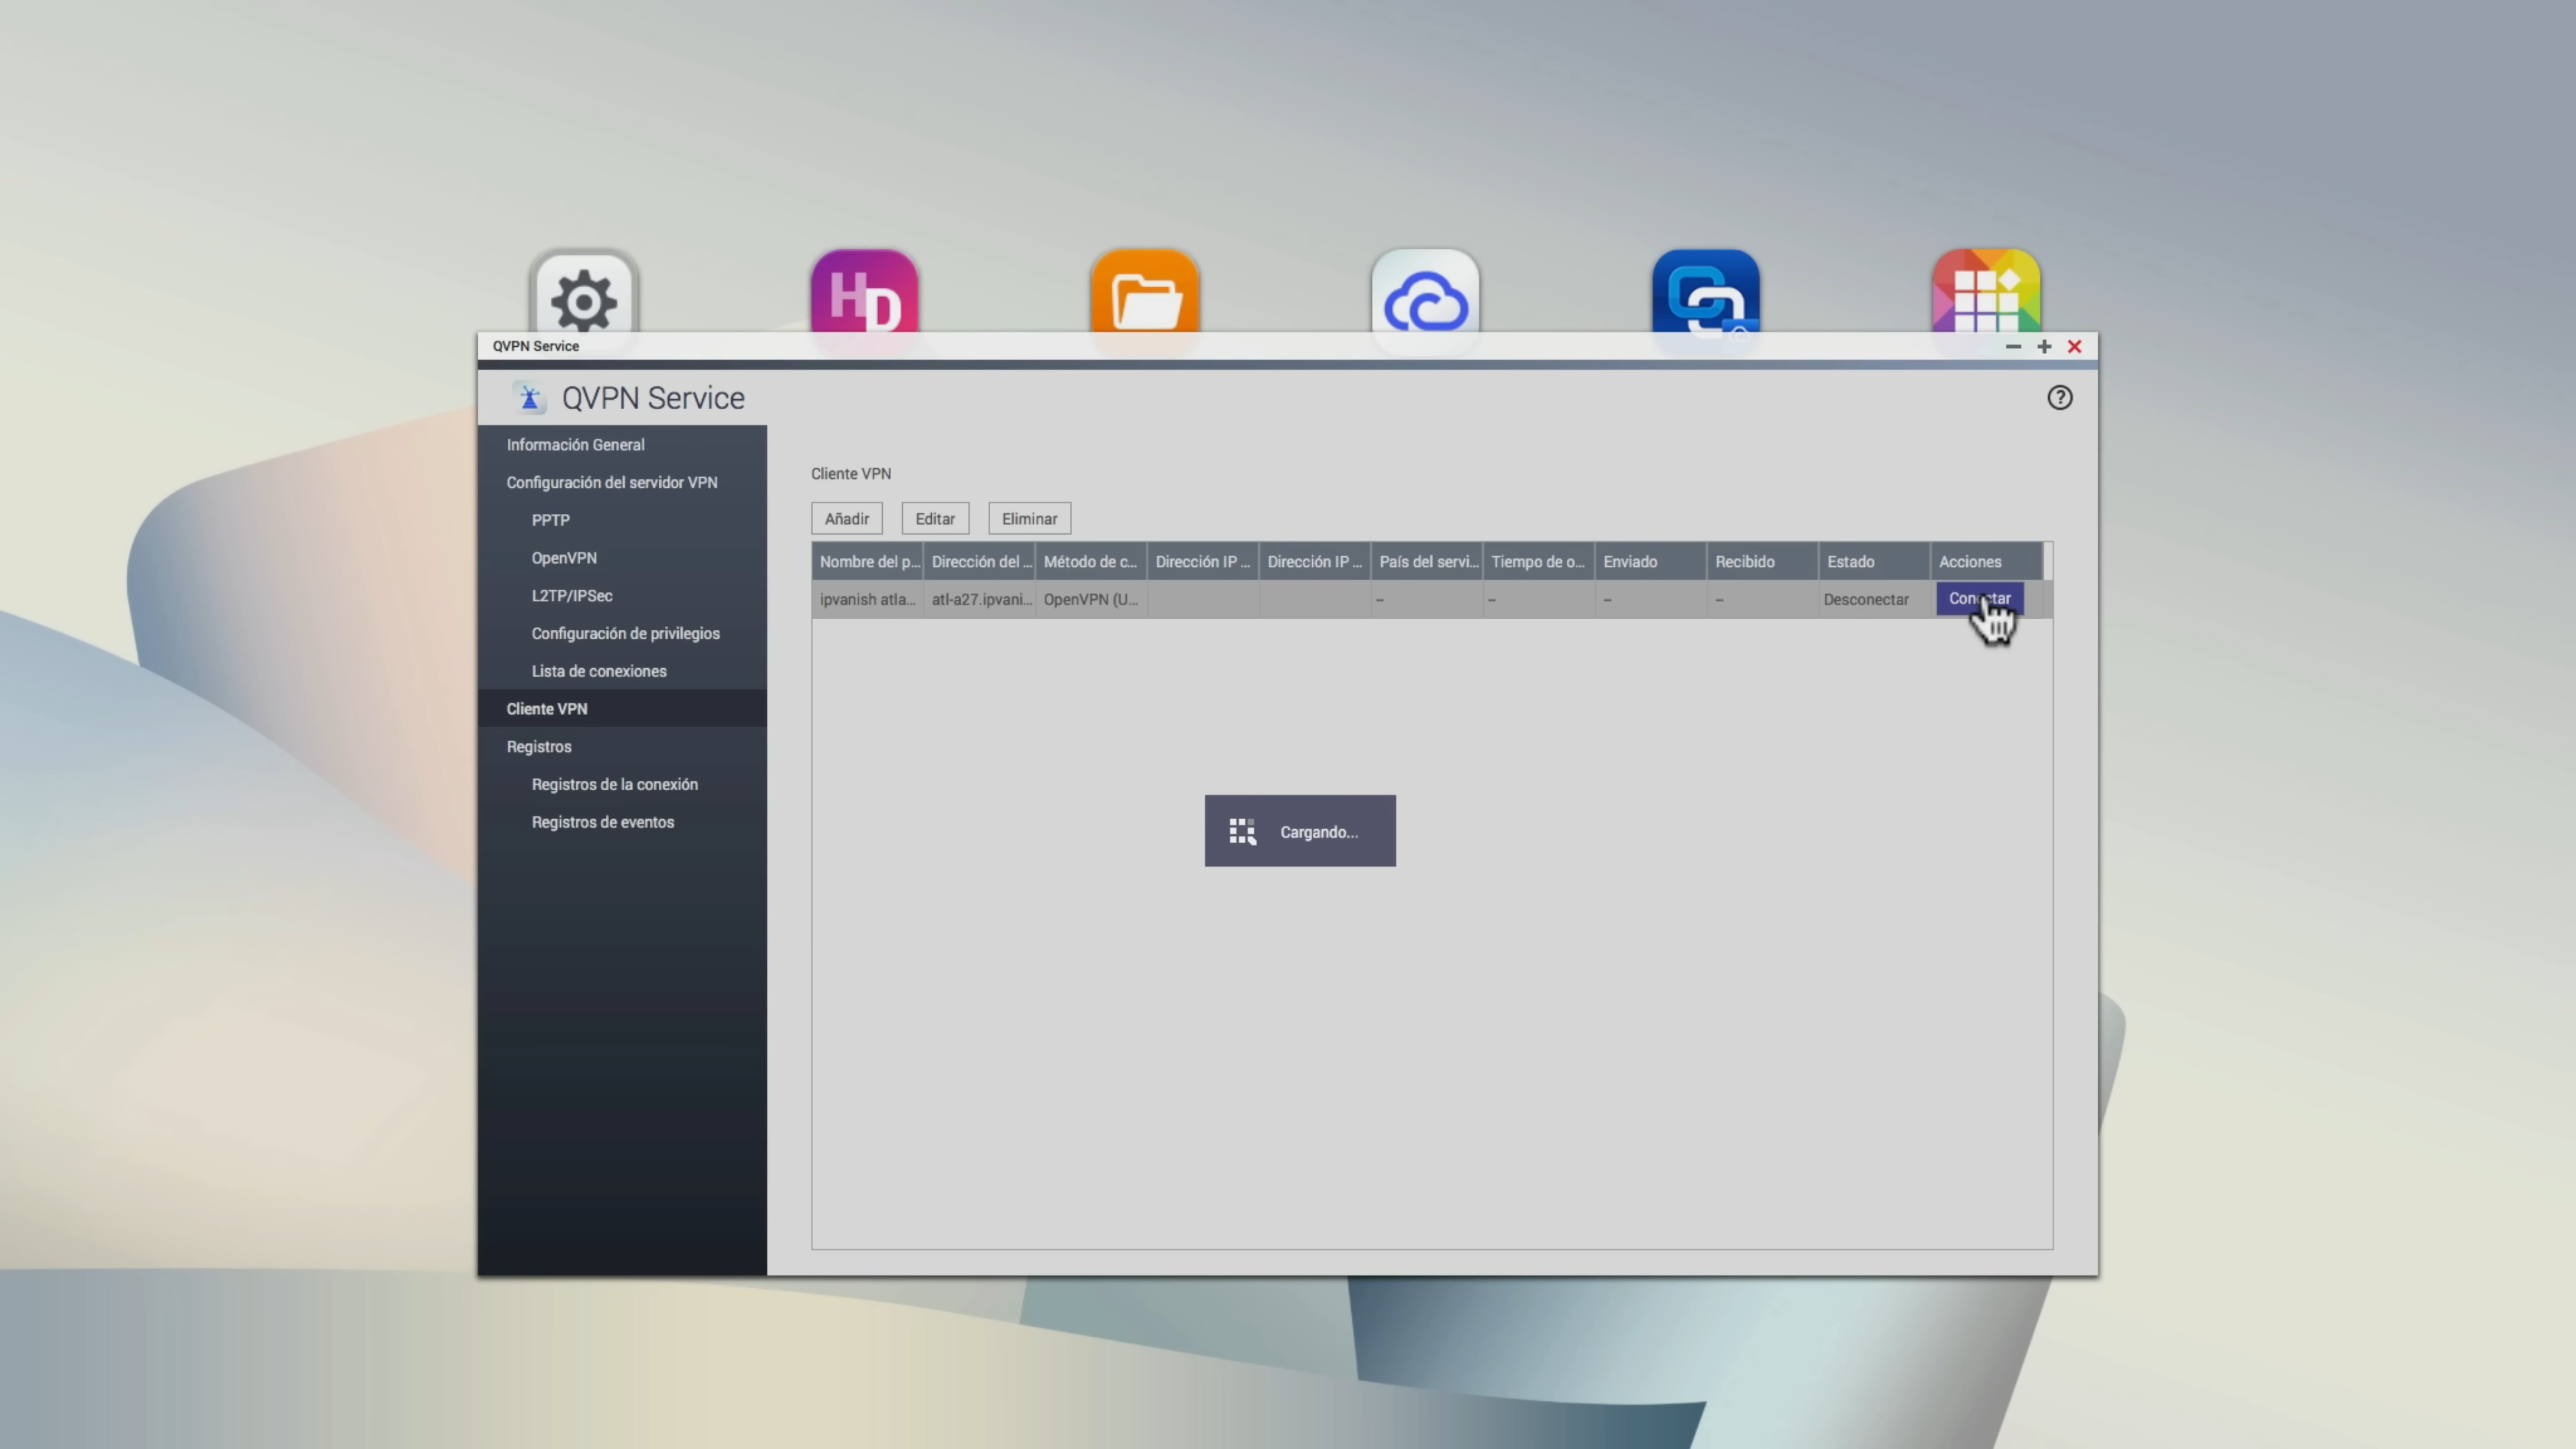 HD
QVPN Service
QVPN Service
Información General
Configuración del servidor VPN
PPTP
OpenVPN
L2TP/IPSec
Configuración de privilegios
Lista de conexiones
Cliente VPN
Registros
Registros de la conexión
Registros de eventos
Cliente VPN
Añadir Editar Eliminar
Nombre del p... Dirección del ... Método de c... Dirección IP ... Dirección IP ... País del servi... Tiempo de o... Enviado Recibido Estado Acciones
ipvanish atla... atl-a27.ipvani... OpenVPN (U... – – – – Desconectar Conectar
Cargando...